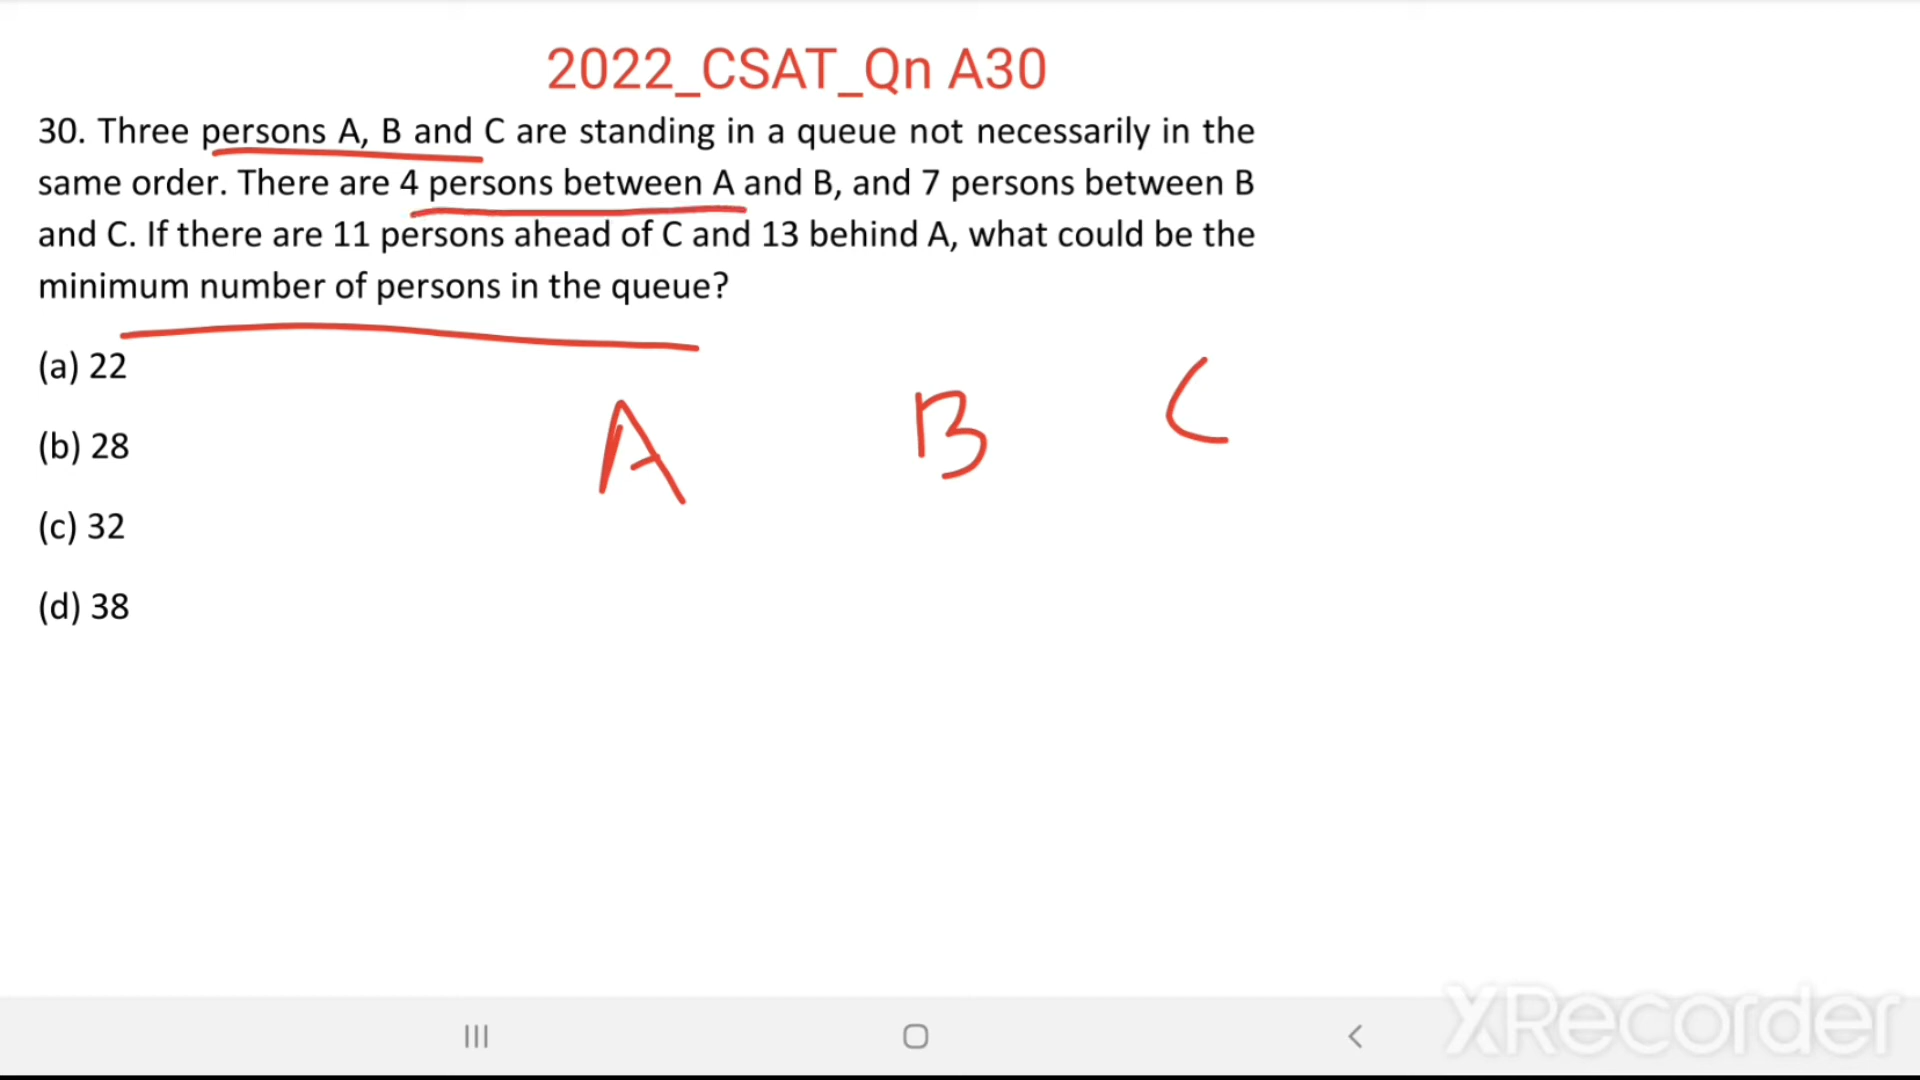 2022_CSAT_Qn A30
30. Three persons A, B and C are standing in a queue not necessarily in the
same order. There are 4 persons between A and B, and 7 persons between B
and C. If there are 11 persons ahead of C and 13 behind A, what could be the
minimum number of persons in the queue?
(a) 22
(b) 28
(c) 32
(d) 38
A B C
XRecorder